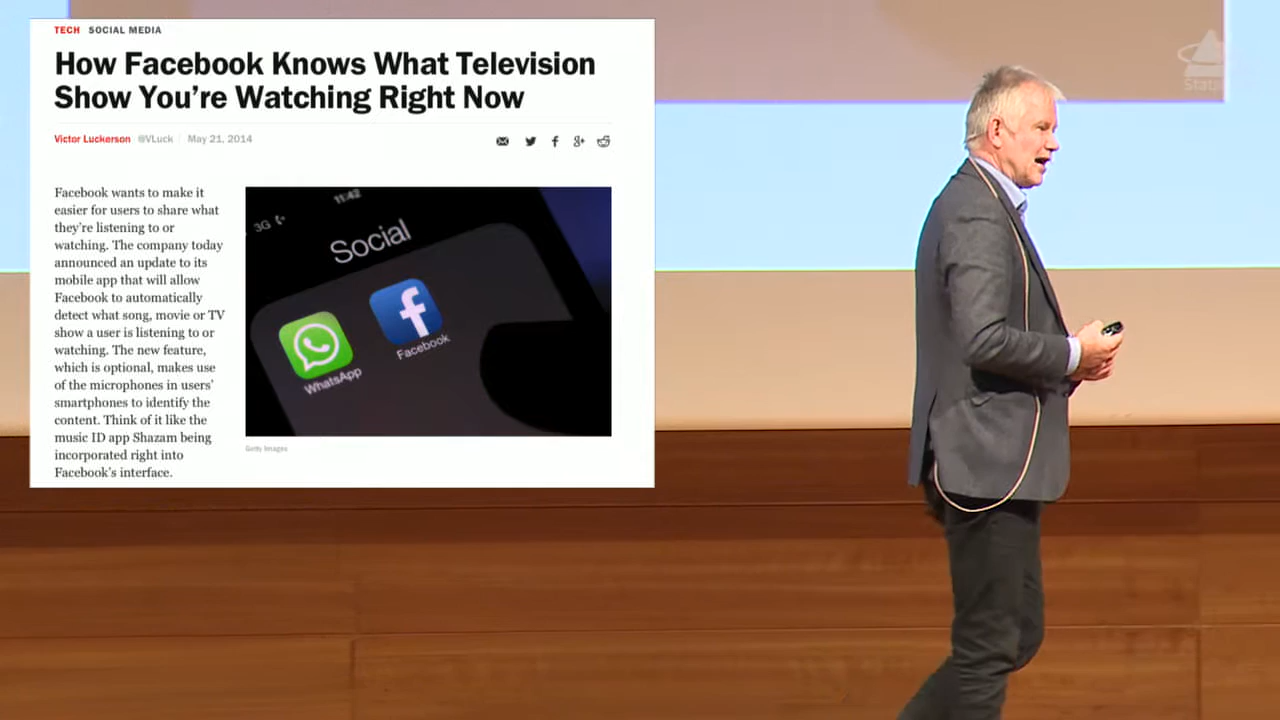 TECH SOCIAL MEDIA
How Facebook Knows What Television
Show You’re Watching Right Now
Victor Luckerson @VLuck May 21, 2014
Facebook wants to make it
easier for users to share what
they’re listening to or
watching. The company today
announced an update to its
mobile app that will allow
Facebook to automatically
detect what song, movie or TV
show a user is listening to or
watching. The new feature,
which is optional, makes use
of the microphones in users’
smartphones to identify the
content. Think of it like the
music ID app Shazam being
incorporated right into
Facebook’s interface.
11:42
3G
Social
WhatsApp
Facebook
Getty Images